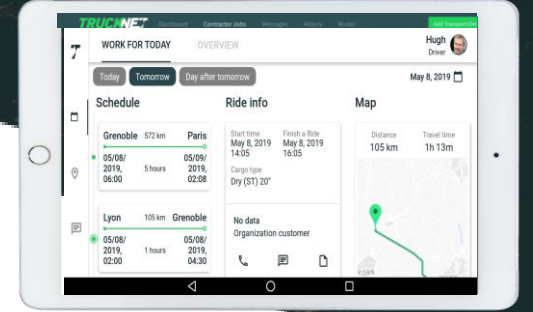 TRUCKNET Dashboard Contractor Jobs Messages History Router Add Transport Dem
WORK FOR TODAY OVERVIEW
Hugh
Driver
Today Tomorrow Day after tomorrow
May 8, 2019
Schedule
Grenoble 572 km Paris
05/08/ 05/09/
2019, 5 hours 2019,
06:00 02:08
Lyon 105 km Grenoble
05/08/ 05/08/
2019, 1 hours 2019,
02:00 04:30
Ride info
Start time Finish a Ride
May 8, 2019 May 8, 2019
14:05 16:05
Cargo type
Dry (ST) 20"
No data
Organization customer
Map
Distance Travel time
105 km 1h 13m